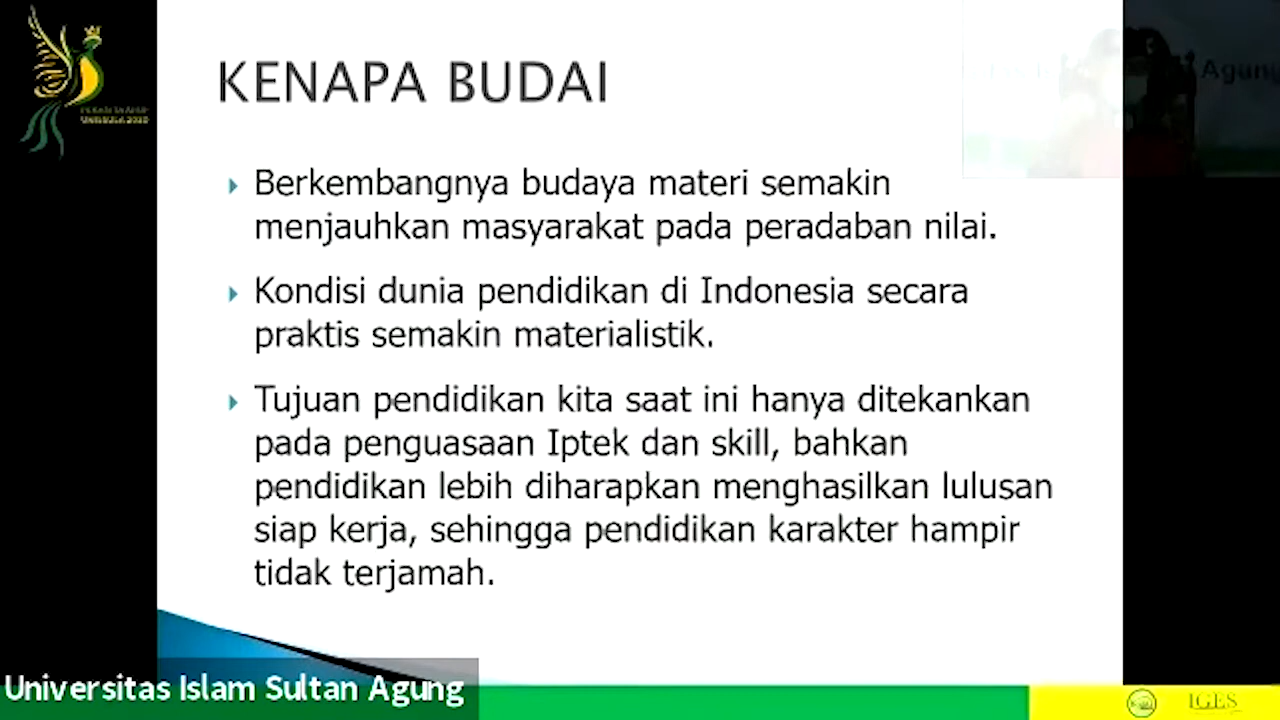 KENAPA BUDAI
Berkembangnya budaya materi semakin
menjauhkan masyarakat pada peradaban nilai.
Kondisi dunia pendidikan di Indonesia secara
praktis semakin materialistik.
Tujuan pendidikan kita saat ini hanya ditekankan
pada penguasaan Iptek dan skill, bahkan
pendidikan lebih diharapkan menghasilkan lulusan
siap kerja, sehingga pendidikan karakter hampir
tidak terjamah.
Universitas Islam Sultan Agung
IGES